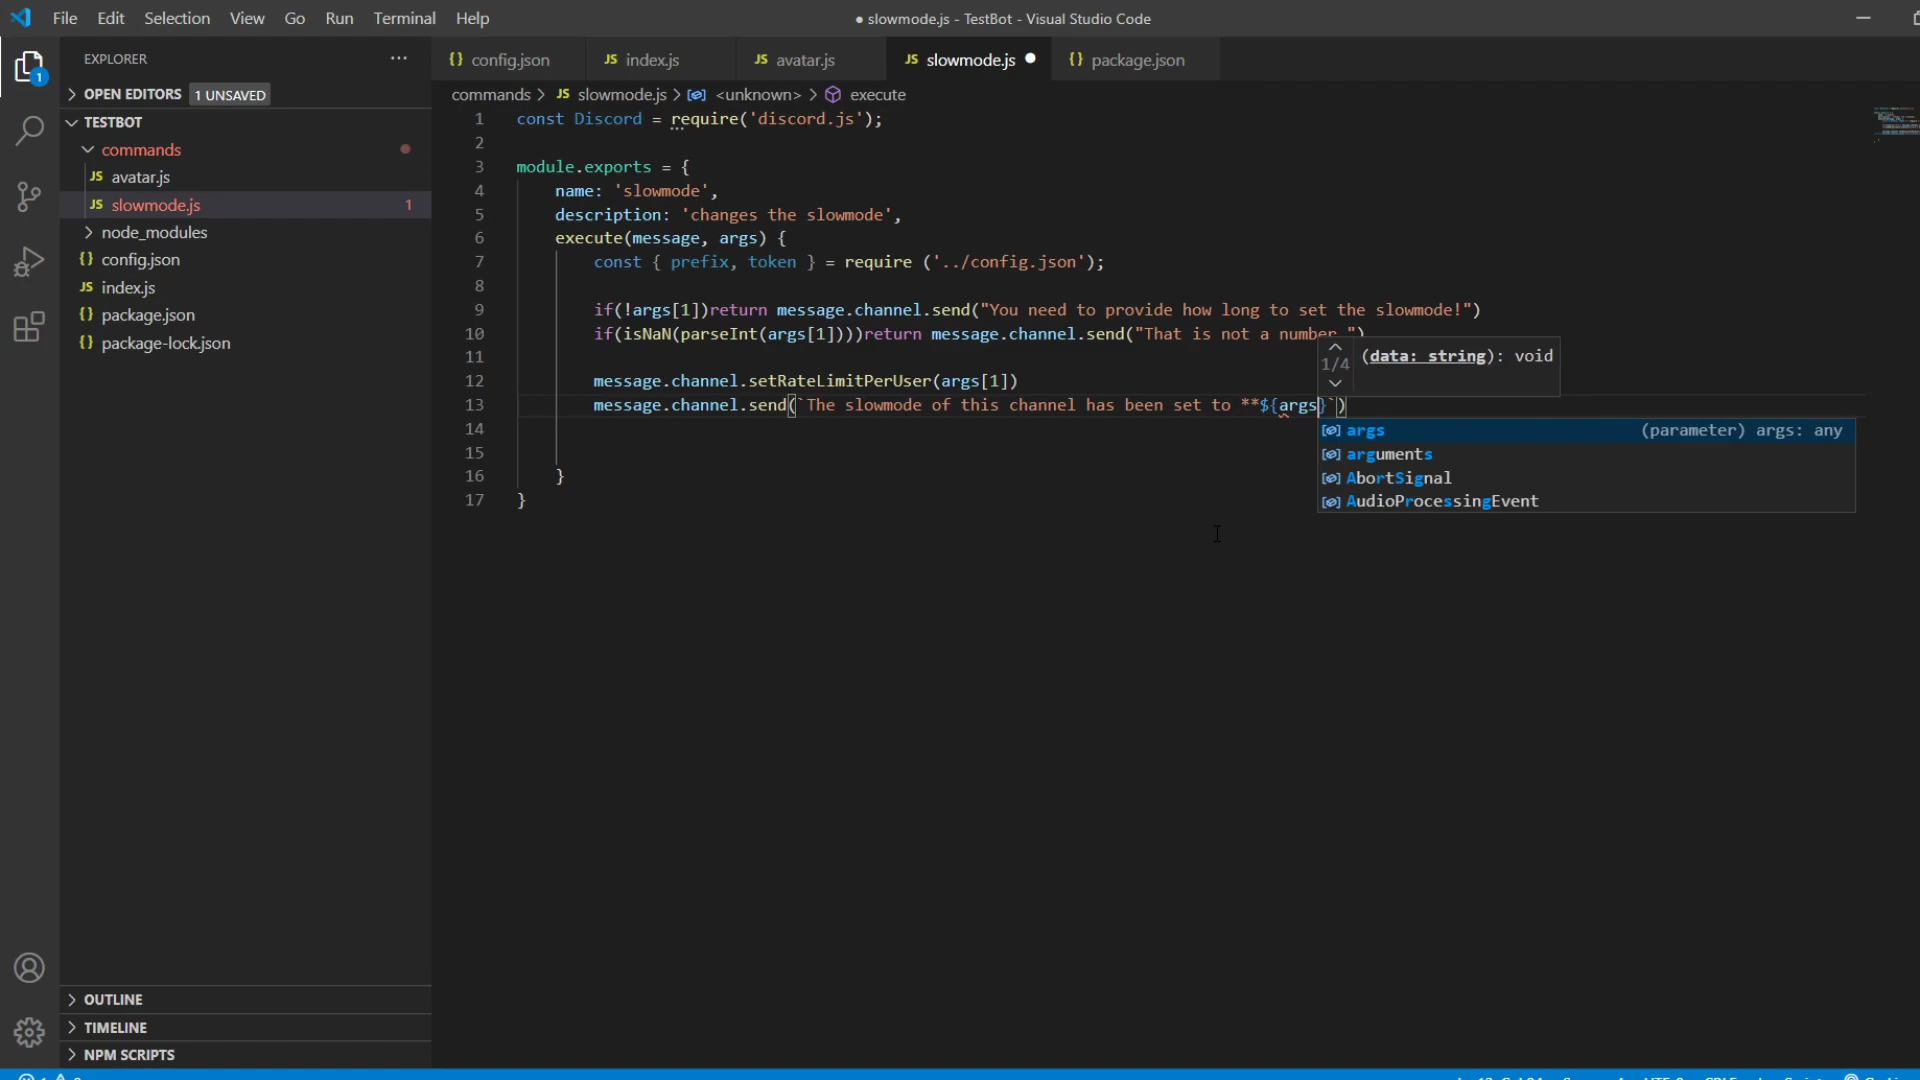 File Edit Selection View Go Run Terminal Help
● slowmode.js - TestBot - Visual Studio Code
EXPLORER
OPEN EDITORS 1 UNSAVED
TESTBOT
commands
JS avatar.js
JS slowmode.js 1
node_modules
{} config.json
JS index.js
{} package.json
{} package-lock.json
OUTLINE
TIMELINE
NPM SCRIPTS
1
{} config.json JS index.js JS avatar.js JS slowmode.js ● {} package.json
commands > JS slowmode.js > <unknown> > execute
1 const Discord = require('discord.js');
2
3 module.exports = {
4 name: 'slowmode',
5 description: 'changes the slowmode',
6 execute(message, args) {
7 const { prefix, token } = require ('../config.json');
8
9 if(!args[1])return message.channel.send("You need to provide how long to set the slowmode!")
10 if(isNaN(parseInt(args[1])))return message.channel.send("That is not a number.")
11
12 message.channel.setRateLimitPerUser(args[1])
13 message.channel.send(`The slowmode of this channel has been set to **${args}`)
14
15
16 }
17 }
1/4 (data: string): void
args (parameter) args: any
arguments
AbortSignal
AudioProcessingEvent